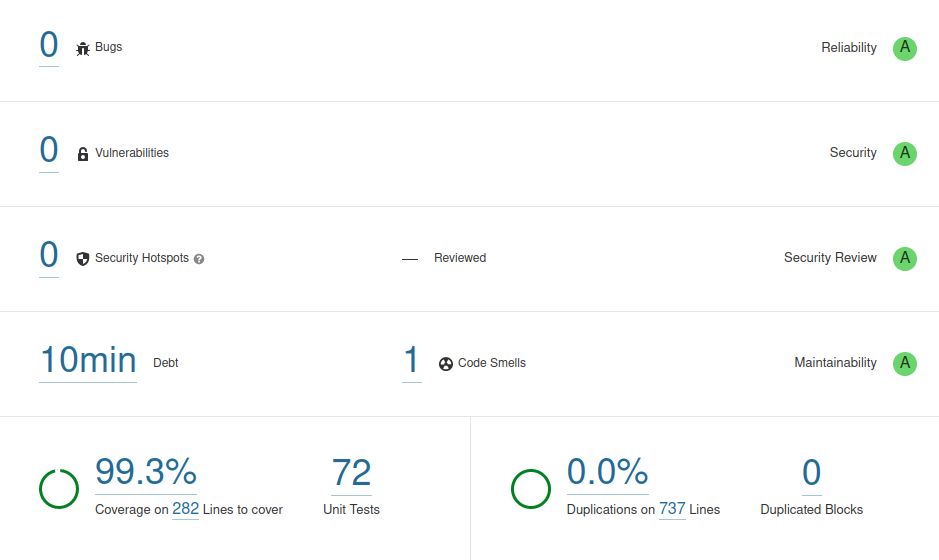 0 Bugs Reliability A
0 Vulnerabilities Security A
0 Security Hotspots ? — Reviewed Security Review A
10min Debt 1 Code Smells Maintainability A
99.3% 72 0.0% 0
Coverage on 282 Lines to cover Unit Tests Duplications on 737 Lines Duplicated Blocks